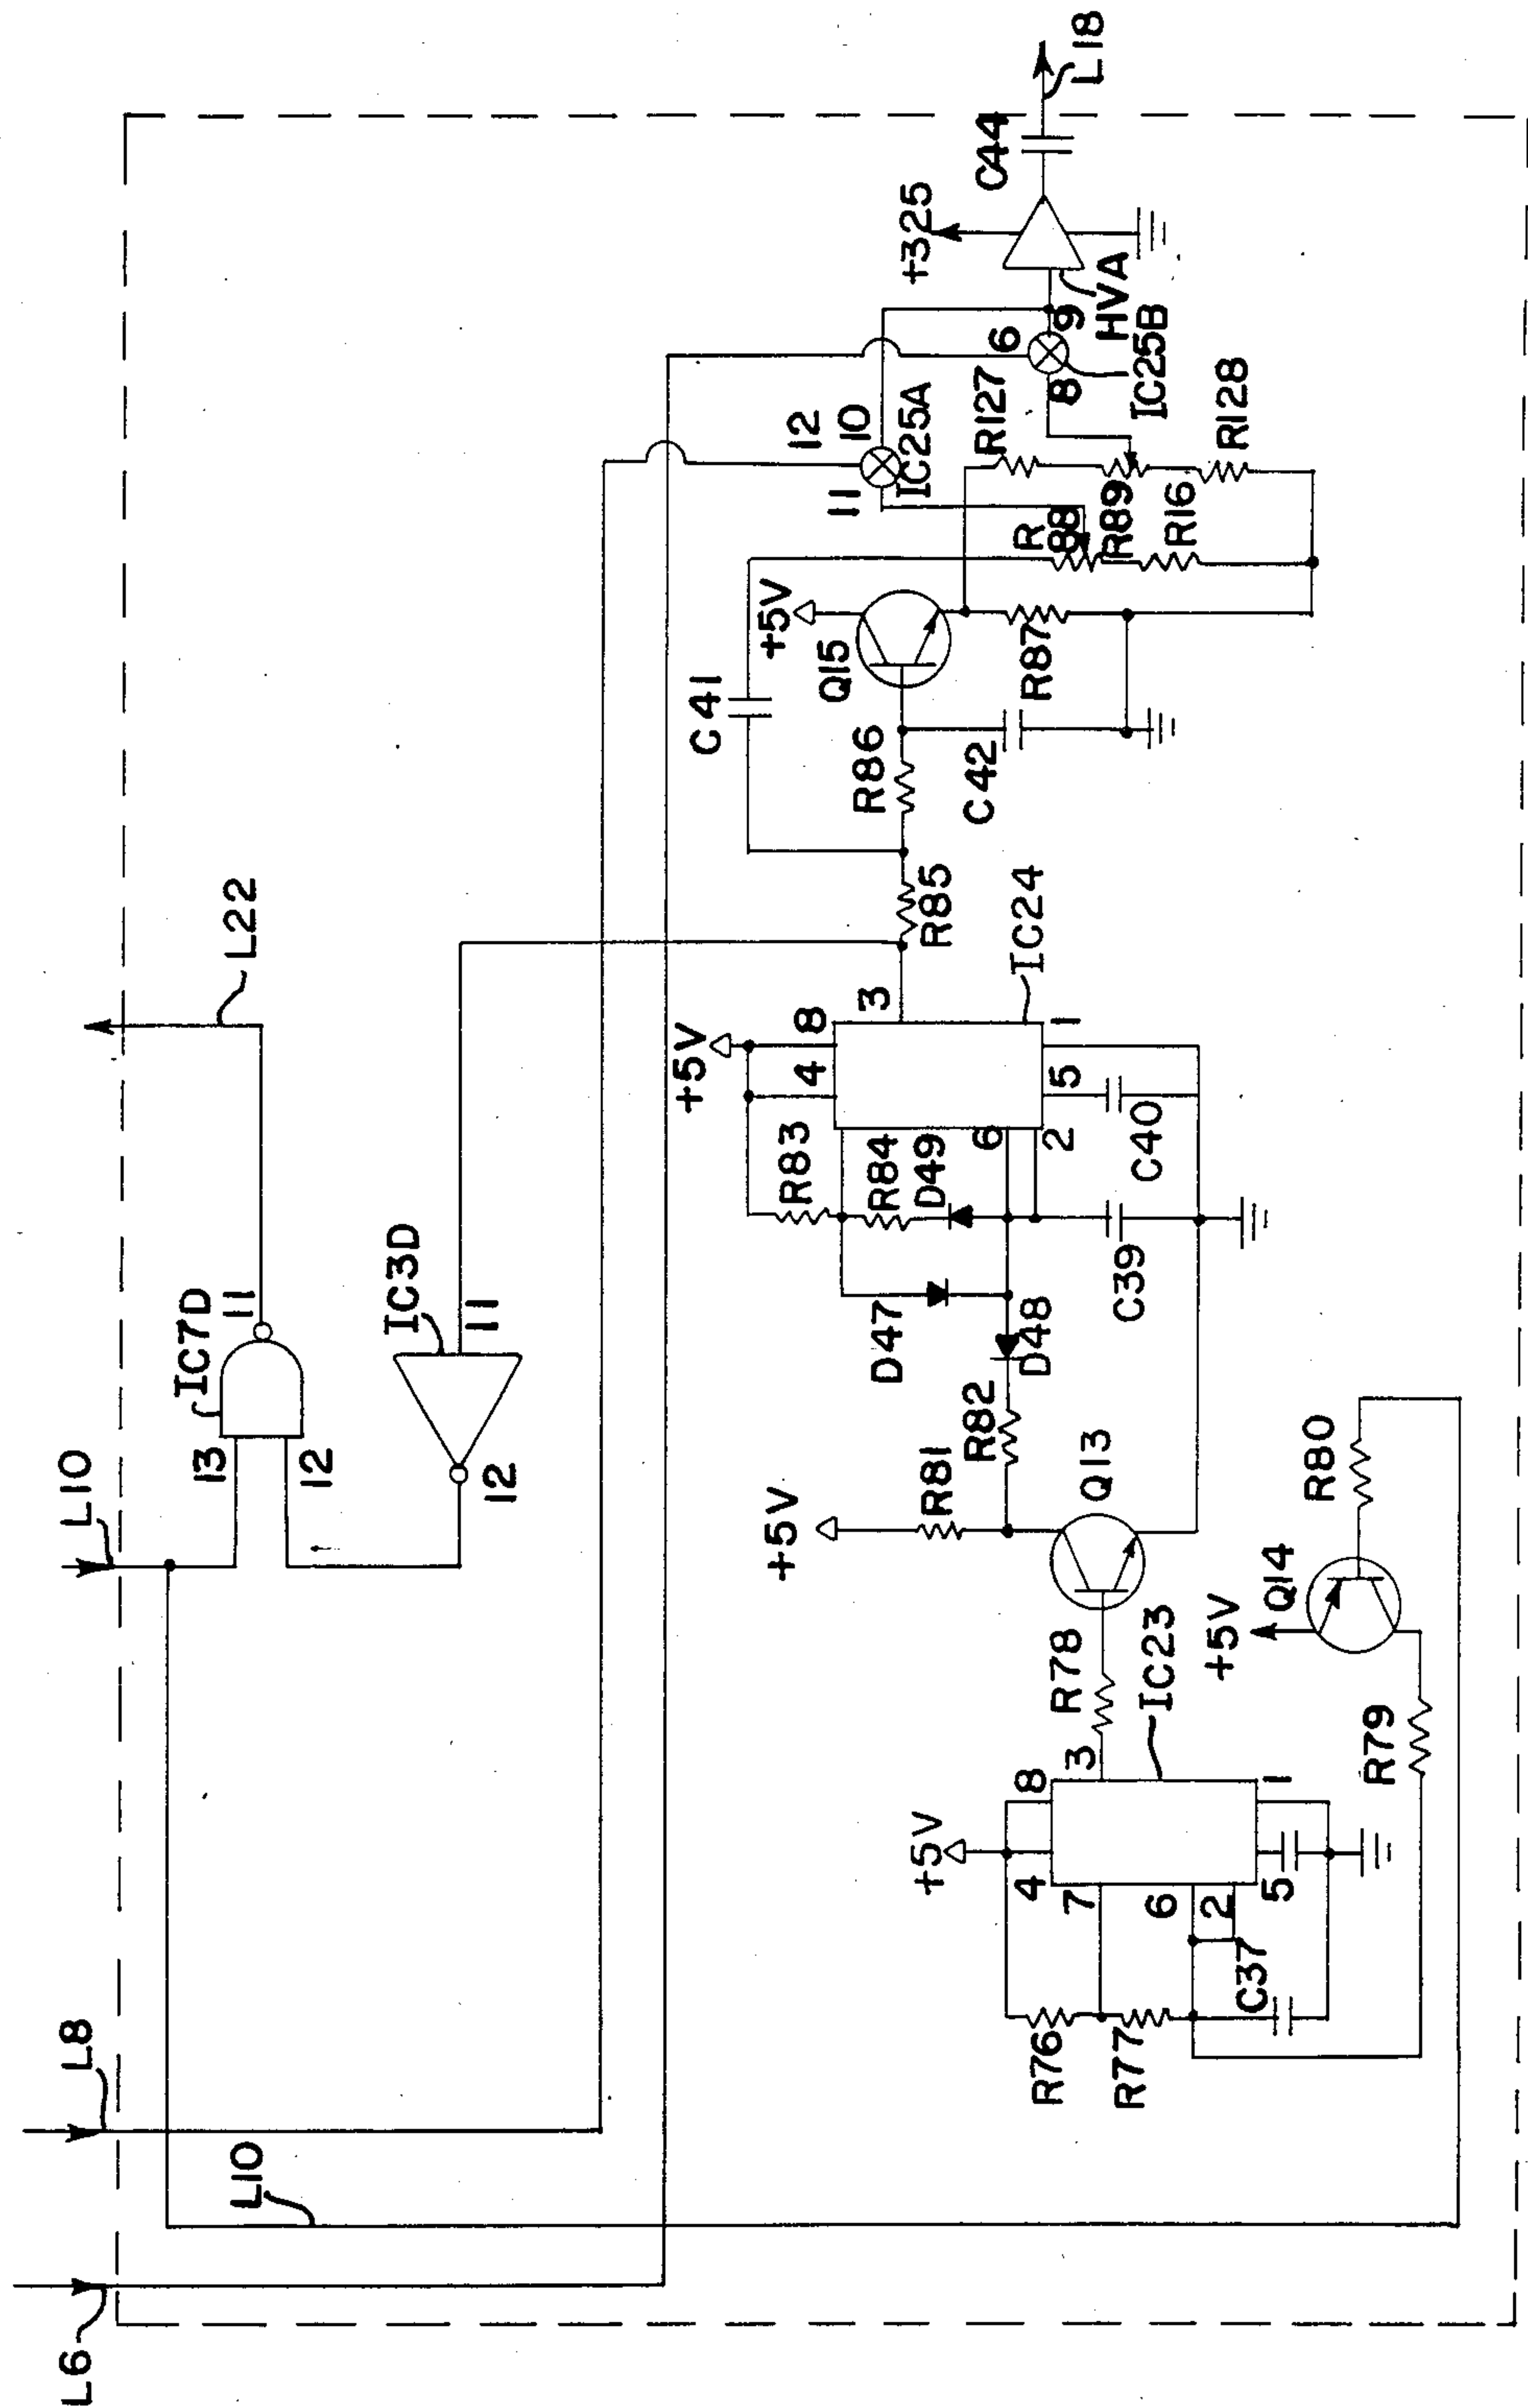 L6
L8
L10
L10
L22
IC7D
13
12
11
IC3D
11
12
+5V
4
8
3
7
6
2
5
1
R76
R77
C37
IC23
R78
+5V
Q14
R79
R80
Q13
+5V
R81
R82
D48
D47
R83
R84
D49
C39
C40
+5V
4
8
3
6
2
5
1
IC24
R85
R86
C41
C42
Q15
+5V
R87
R
88
R89
R16
R127
R128
11
12
10
IC25A
6
8
9
IC25B
HVA
+325
C44
L18